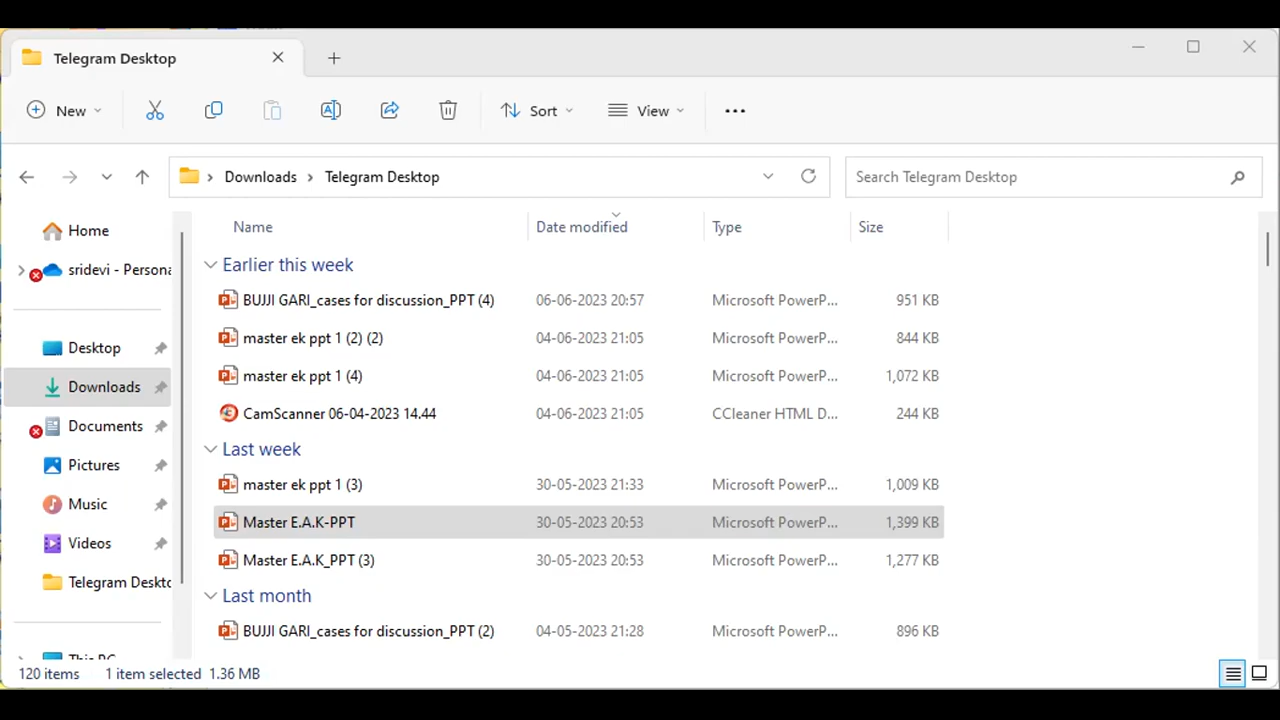 Telegram Desktop
New
Sort
View
Downloads
Telegram Desktop
Search Telegram Desktop
Name
Date modified
Type
Size
Home
sridevi - Persona
Desktop
Downloads
Documents
Pictures
Music
Videos
Telegram Deskto
This PC
Earlier this week
BUJJI GARI_cases for discussion_PPT (4) 06-06-2023 20:57 Microsoft PowerP... 951 KB
master ek ppt 1 (2) (2) 04-06-2023 21:05 Microsoft PowerP... 844 KB
master ek ppt 1 (4) 04-06-2023 21:05 Microsoft PowerP... 1,072 KB
CamScanner 06-04-2023 14.44 04-06-2023 21:05 CCleaner HTML D... 244 KB
Last week
master ek ppt 1 (3) 30-05-2023 21:33 Microsoft PowerP... 1,009 KB
Master E.A.K-PPT 30-05-2023 20:53 Microsoft PowerP... 1,399 KB
Master E.A.K_PPT (3) 30-05-2023 20:53 Microsoft PowerP... 1,277 KB
Last month
BUJJI GARI_cases for discussion_PPT (2) 04-05-2023 21:28 Microsoft PowerP... 896 KB
120 items 1 item selected 1.36 MB